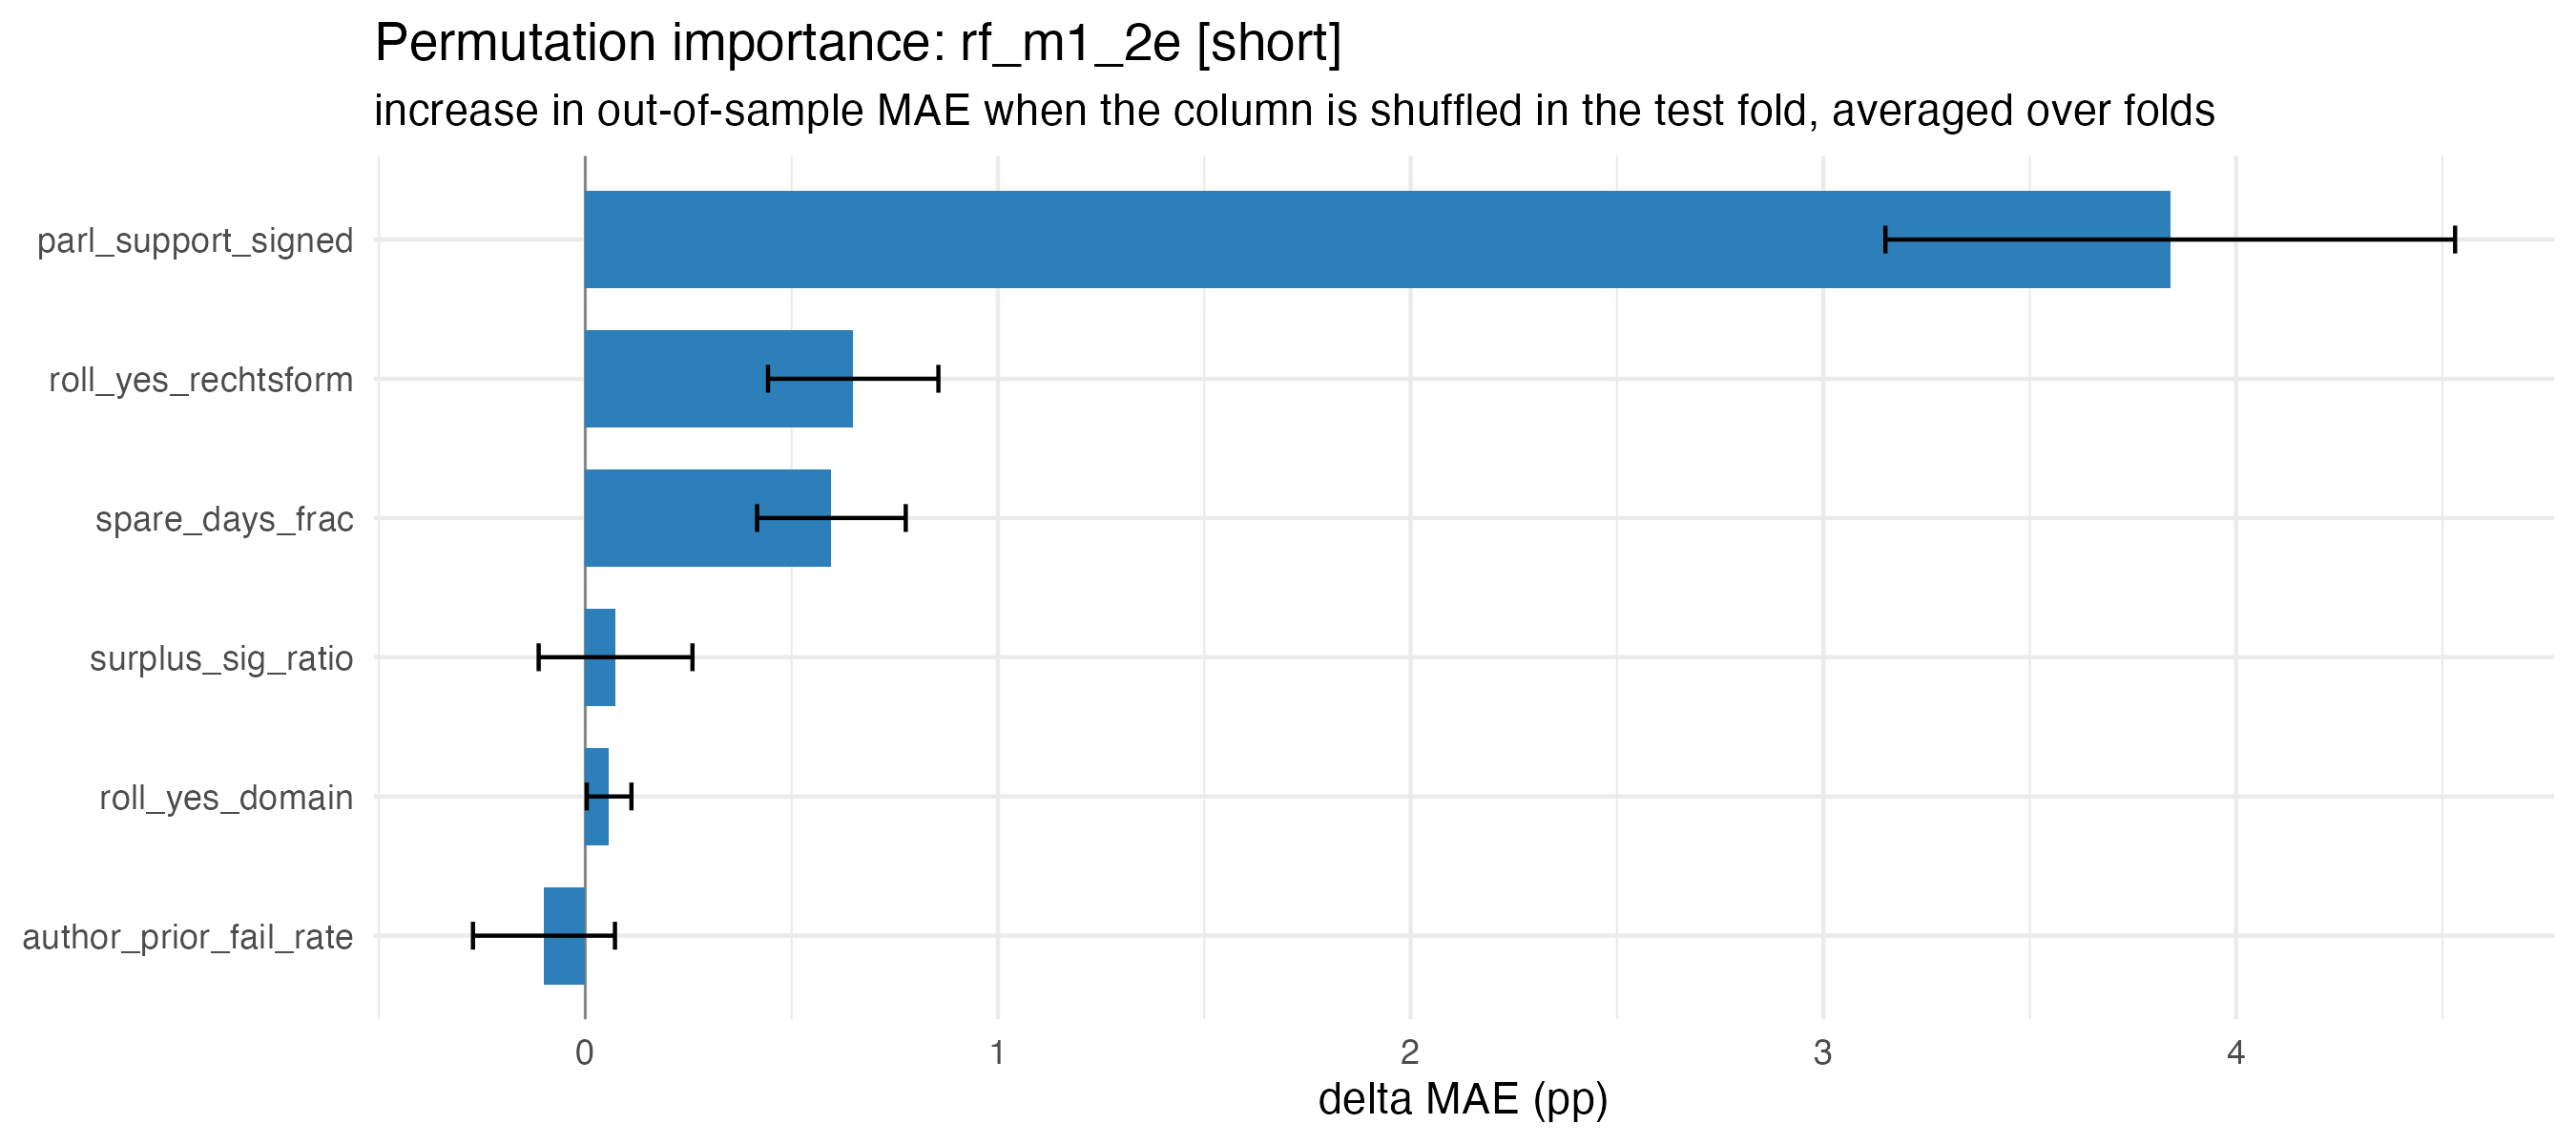 Permutation importance: rf_m1_2e [short]
increase in out-of-sample MAE when the column is shuffled in the test fold, averaged over folds
parl_support_signed
roll_yes_rechtsform
spare_days_frac
surplus_sig_ratio
roll_yes_domain
author_prior_fail_rate
0 1 2 3 4
delta MAE (pp)